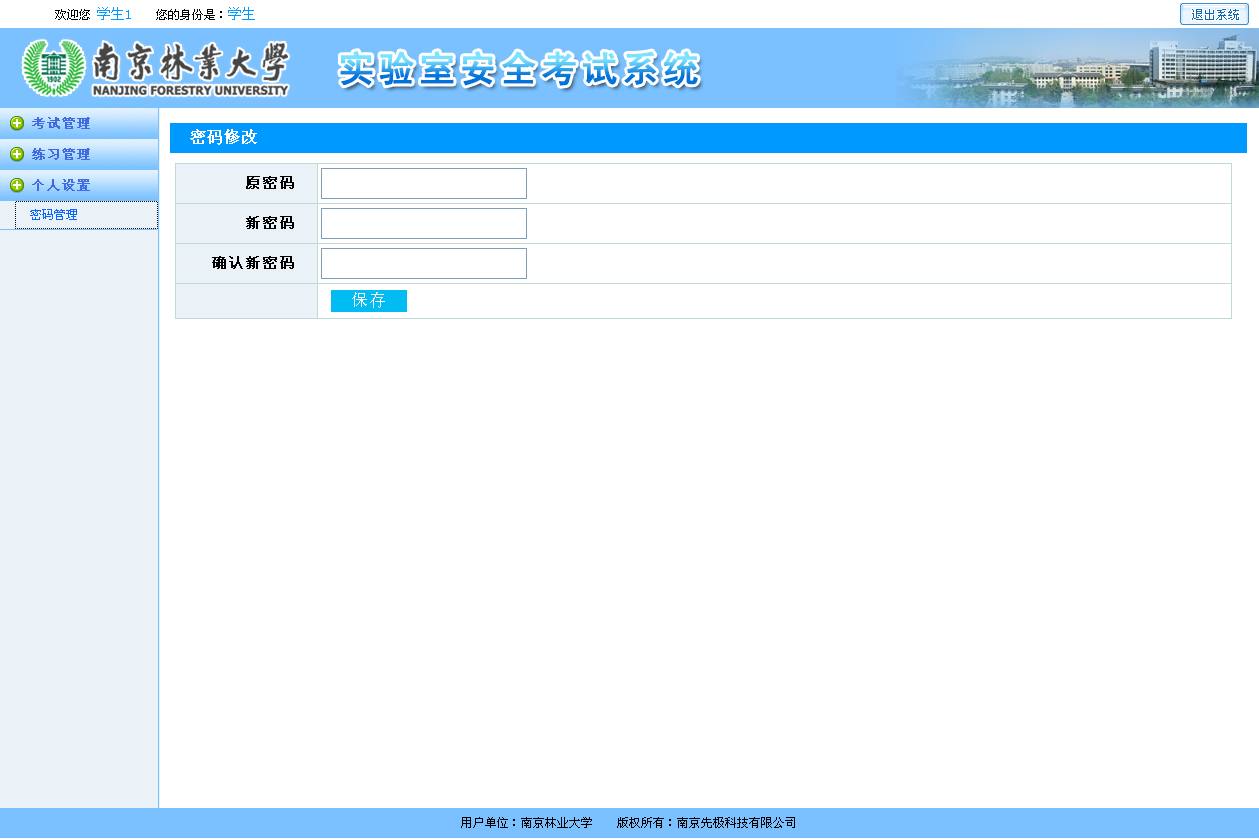 欢迎您 学生1 您的身份是：学生
退出系统
南京林業大學
NANJING FORESTRY UNIVERSITY
1902
实验室安全考试系统
考试管理
练习管理
个人设置
密码管理
密码修改
原密码
新密码
确认新密码
保存
用户单位：南京林业大学 版权所有：南京先极科技有限公司